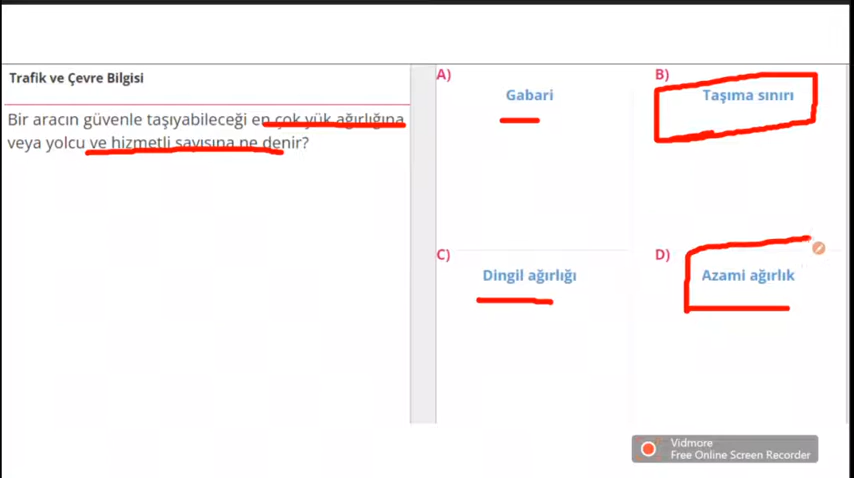 Trafik ve Çevre Bilgisi
Bir aracın güvenle taşıyabileceği en çok yük ağırlığına
veya yolcu ve hizmetli sayısına ne denir?
A)
Gabari
B)
Taşıma sınırı
C)
Dingil ağırlığı
D)
Azami ağırlık
Vidmore
Free Online Screen Recorder